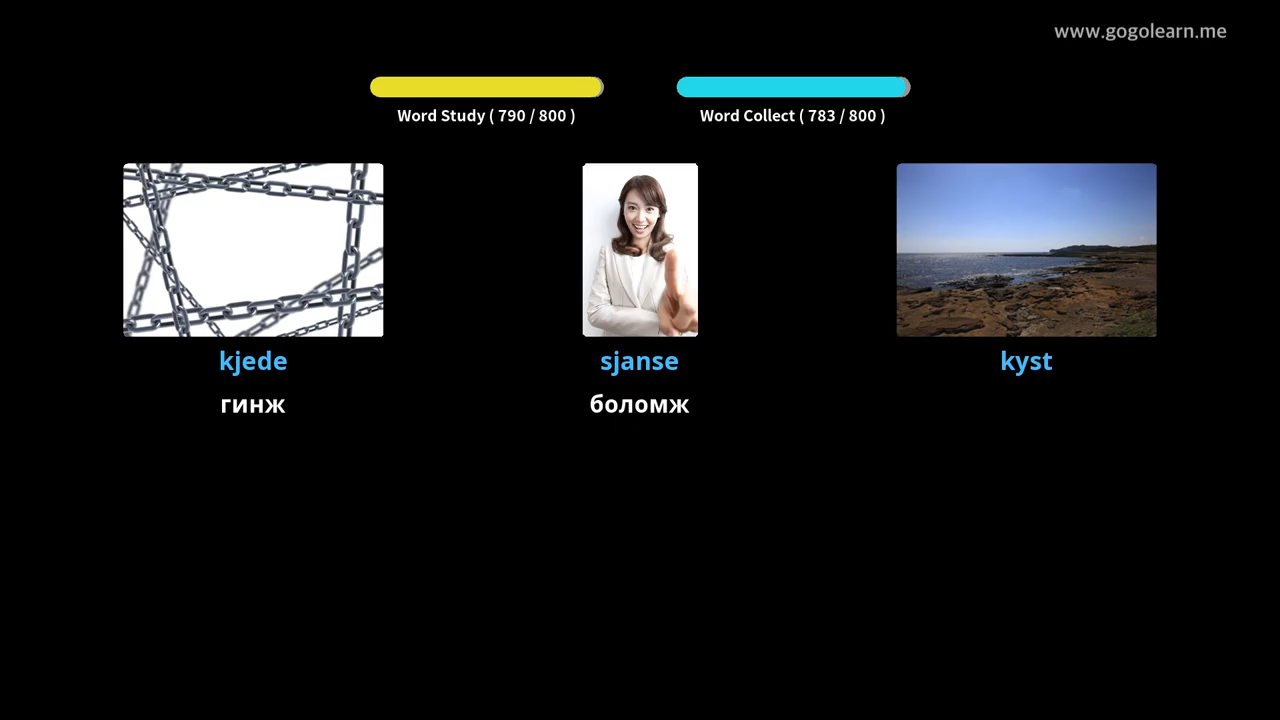 www.gogolearn.me
Word Study ( 790 / 800 )
Word Collect ( 783 / 800 )
kjede
sjanse
kyst
гинж
боломж